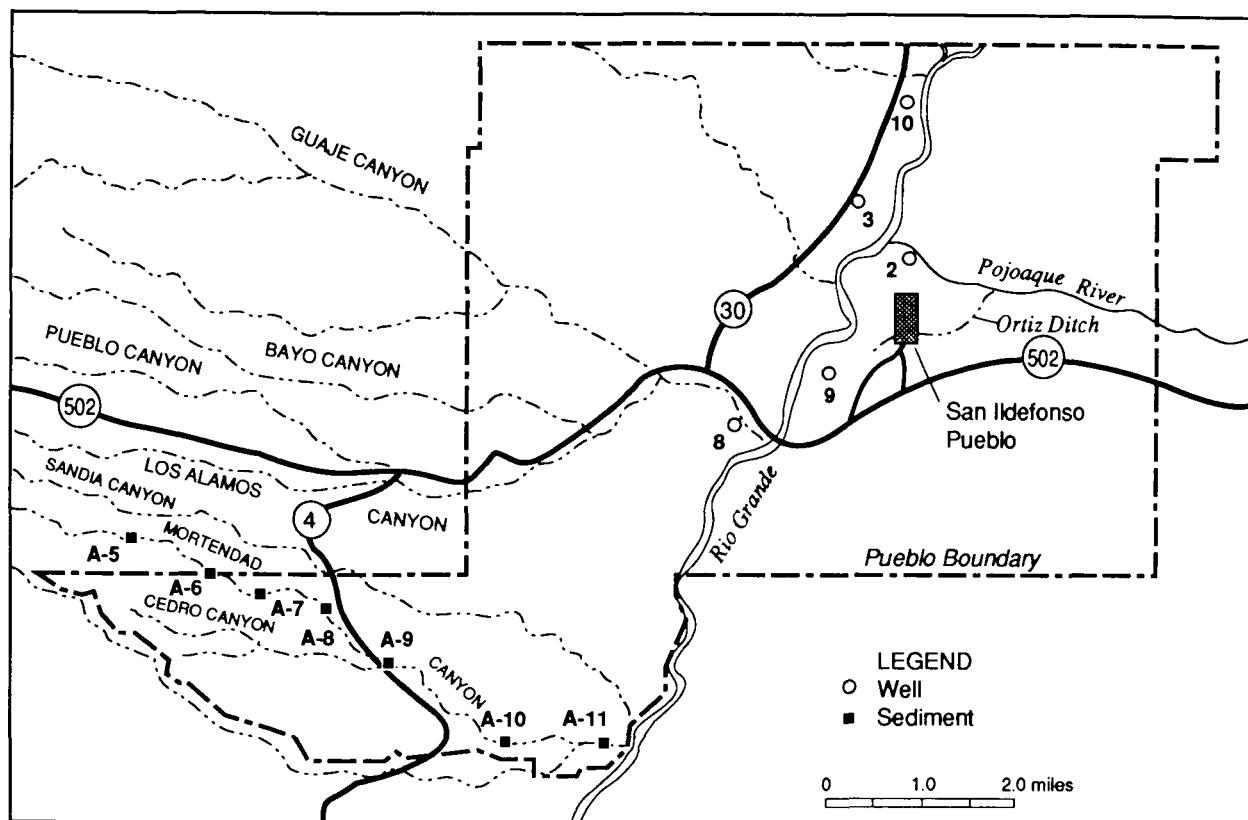 GUAJE CANYON
10
3
2
Pojoaque River
Ortiz Ditch
30
BAYO CANYON
PUEBLO CANYON
502
502
9
San Ildefonso
Pueblo
8
LOS ALAMOS
CANYON
SANDIA CANYON
4
MORTENDAD
CANYON
Rio Grande
A-5
A-6
A-7
CEDRO CANYON
A-8
A-9
A-10
A-11
Pueblo Boundary
LEGEND
Well
Sediment
0 1.0 2.0 miles